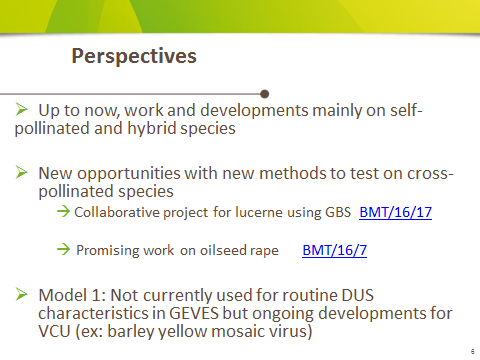 Perspectives
➢ Up to now, work and developments mainly on self-
pollinated and hybrid species
➢ New opportunities with new methods to test on cross-
pollinated species
→ Collaborative project for lucerne using GBS BMT/16/17
→ Promising work on oilseed rape BMT/16/7
➢ Model 1: Not currently used for routine DUS
characteristics in GEVES but ongoing developments for
VCU (ex: barley yellow mosaic virus)
6